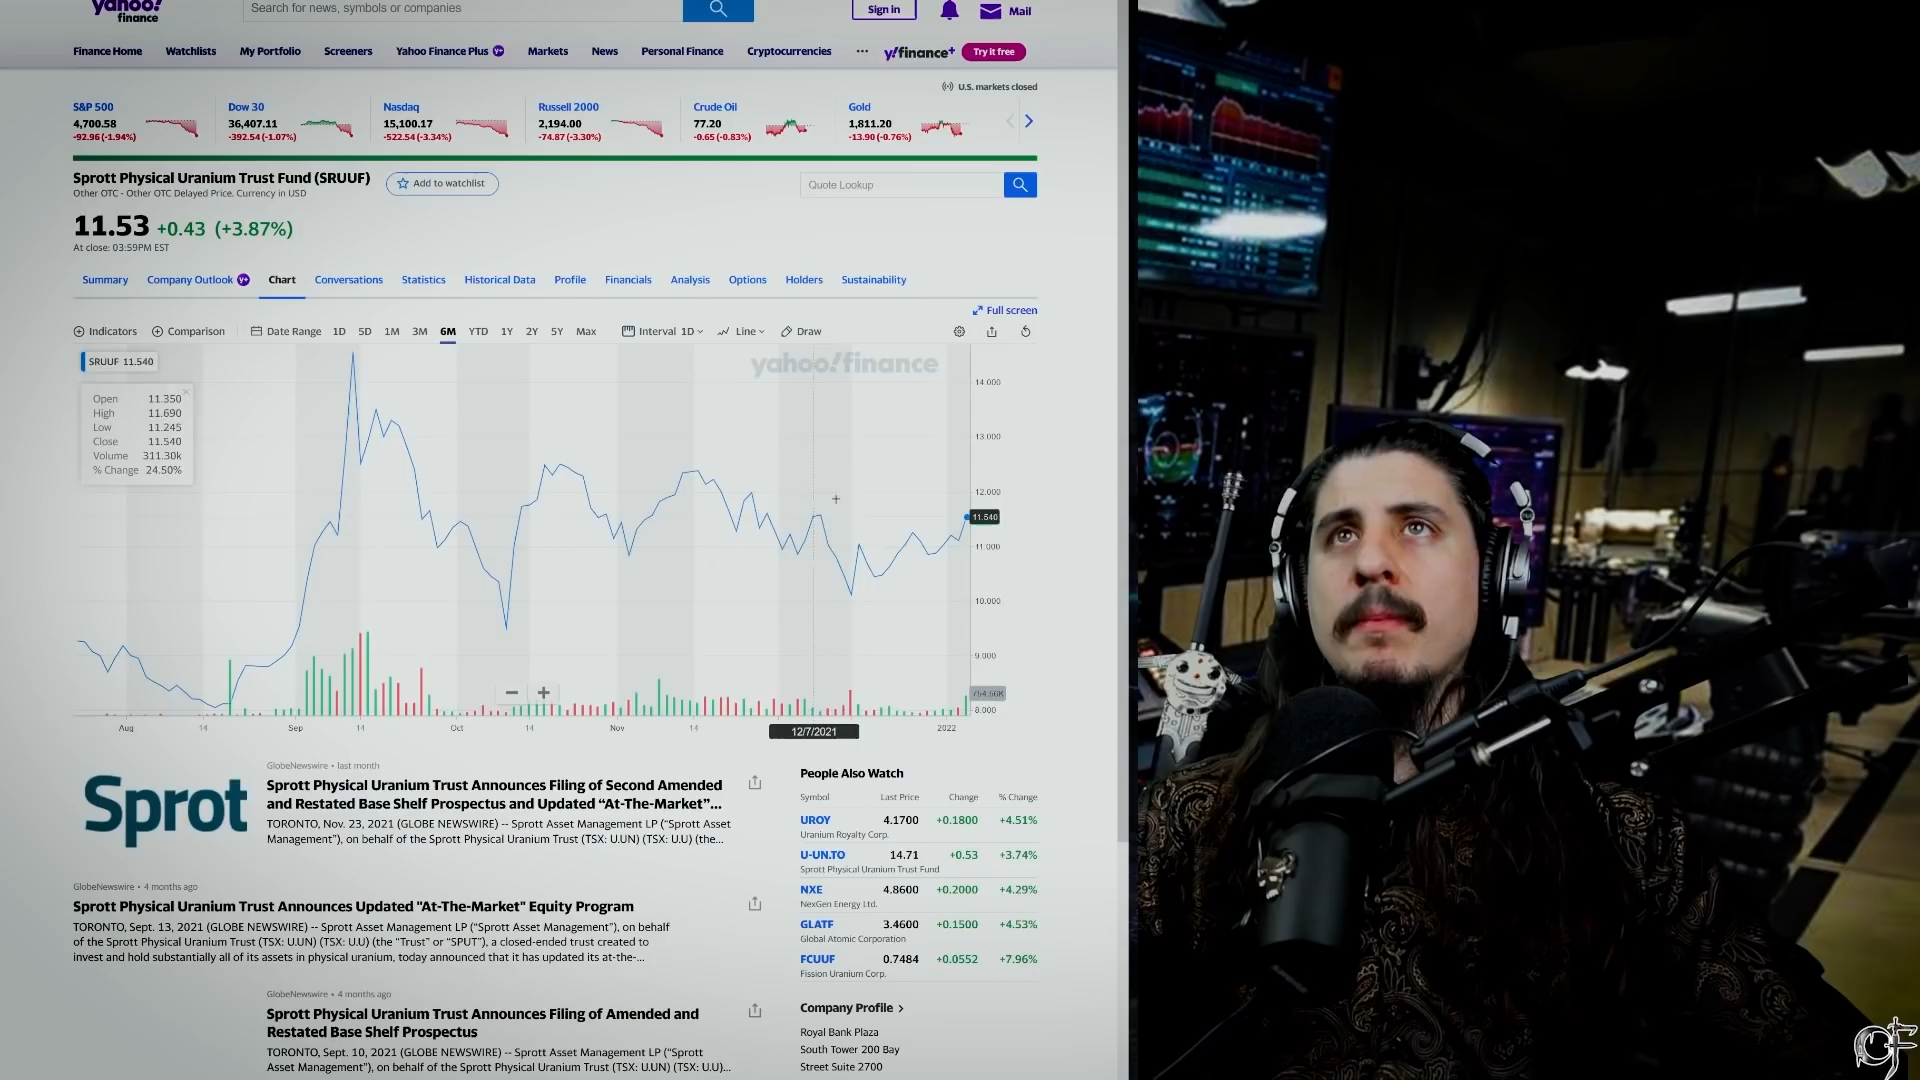 yahoo!
finance
Search for news, symbols or companies
Sign in
Mail
Finance Home Watchlists My Portfolio Screeners Yahoo Finance Plus Y+ Markets News Personal Finance Cryptocurrencies ... y!finance+ Try it free
U.S. markets closed
S&P 500
4,700.58
-92.96 (-1.94%)
Dow 30
36,407.11
-392.54 (-1.07%)
Nasdaq
15,100.17
-522.54 (-3.34%)
Russell 2000
2,194.00
-74.87 (-3.30%)
Crude Oil
77.20
-0.65 (-0.83%)
Gold
1,811.20
-13.90 (-0.76%)
Sprott Physical Uranium Trust Fund (SRUUF)
Add to watchlist
Quote Lookup
Other OTC - Other OTC Delayed Price. Currency in USD
11.53 +0.43 (+3.87%)
At close: 03:59PM EST
Summary Company Outlook Y+ Chart Conversations Statistics Historical Data Profile Financials Analysis Options Holders Sustainability
Full screen
Indicators Comparison Date Range 1D 5D 1M 3M 6M YTD 1Y 2Y 5Y Max Interval 1D Line Draw
SRUUF 11.540
yahoo!finance
Open 11.350
High 11.690
Low 11.245
Close 11.540
Volume 311.30k
% Change 24.50%
14.000
13.000
12.000
11.540
11.000
10.000
9.000
754.66K
8.000
Aug 14 Sep 14 Oct 14 Nov 14 12/7/2021 2022
Sprot
GlobeNewswire • last month
Sprott Physical Uranium Trust Announces Filing of Second Amended
and Restated Base Shelf Prospectus and Updated “At-The-Market”...
TORONTO, Nov. 23, 2021 (GLOBE NEWSWIRE) -- Sprott Asset Management LP (“Sprott Asset
Management”), on behalf of the Sprott Physical Uranium Trust (TSX: U.UN) (TSX: U.U) (the...
GlobeNewswire • 4 months ago
Sprott Physical Uranium Trust Announces Updated "At-The-Market" Equity Program
TORONTO, Sept. 13, 2021 (GLOBE NEWSWIRE) -- Sprott Asset Management LP (“Sprott Asset Management”), on behalf
of the Sprott Physical Uranium Trust (TSX: U.UN) (TSX: U.U) (the “Trust” or “SPUT”), a closed-ended trust created to
invest and hold substantially all of its assets in physical uranium, today announced that it has updated its at-the-...
GlobeNewswire • 4 months ago
Sprott Physical Uranium Trust Announces Filing of Amended and
Restated Base Shelf Prospectus
TORONTO, Sept. 10, 2021 (GLOBE NEWSWIRE) -- Sprott Asset Management LP (“Sprott
Asset Management”), on behalf of the Sprott Physical Uranium Trust (TSX: U.UN) (TSX: U.U)...
People Also Watch
Symbol Last Price Change % Change
UROY 4.1700 +0.1800 +4.51%
Uranium Royalty Corp.
U-UN.TO 14.71 +0.53 +3.74%
Sprott Physical Uranium Trust Fund
NXE 4.8600 +0.2000 +4.29%
NexGen Energy Ltd.
GLATF 3.4600 +0.1500 +4.53%
Global Atomic Corporation
FCUUF 0.7484 +0.0552 +7.96%
Fission Uranium Corp.
Company Profile
Royal Bank Plaza
South Tower 200 Bay
Street Suite 2700